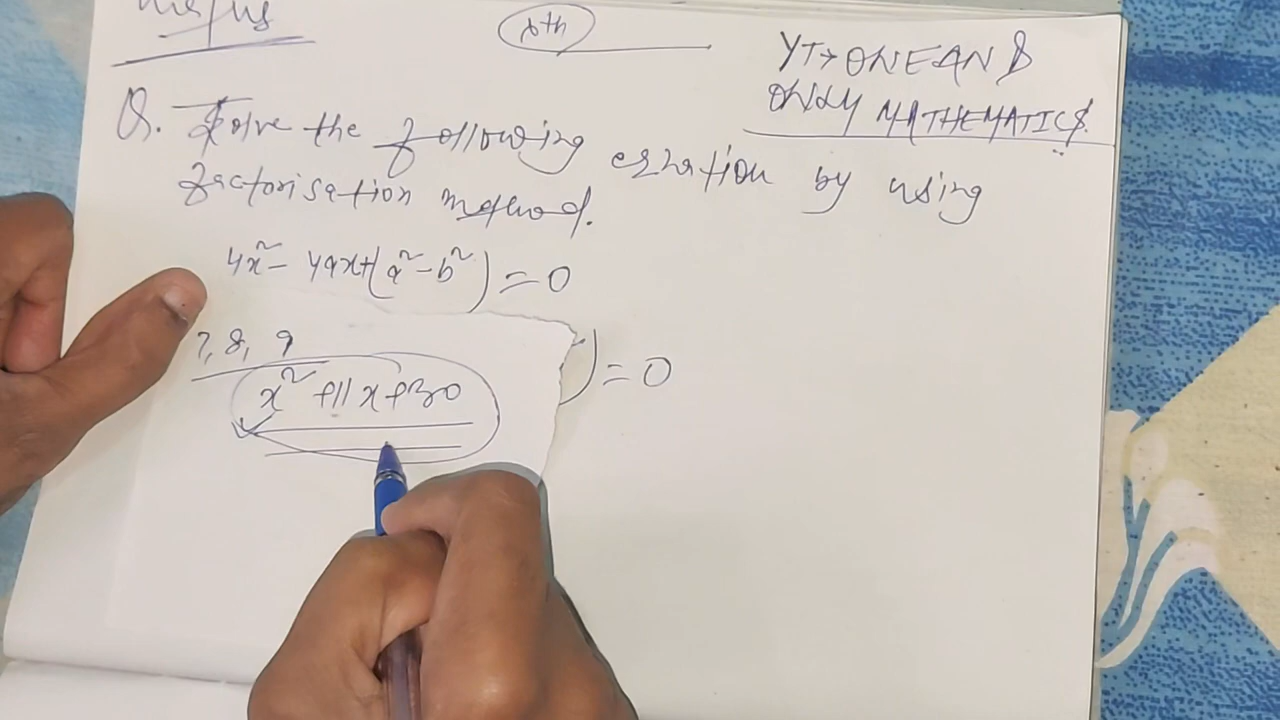 10th
YT→ ONE AND
ONLY MATHEMATICS.
Q. Solve the following equation by using
factorisation method.
4x² - 4ax + (a² - b²) = 0
7, 8, 9
x² + 11x + 30
) = 0